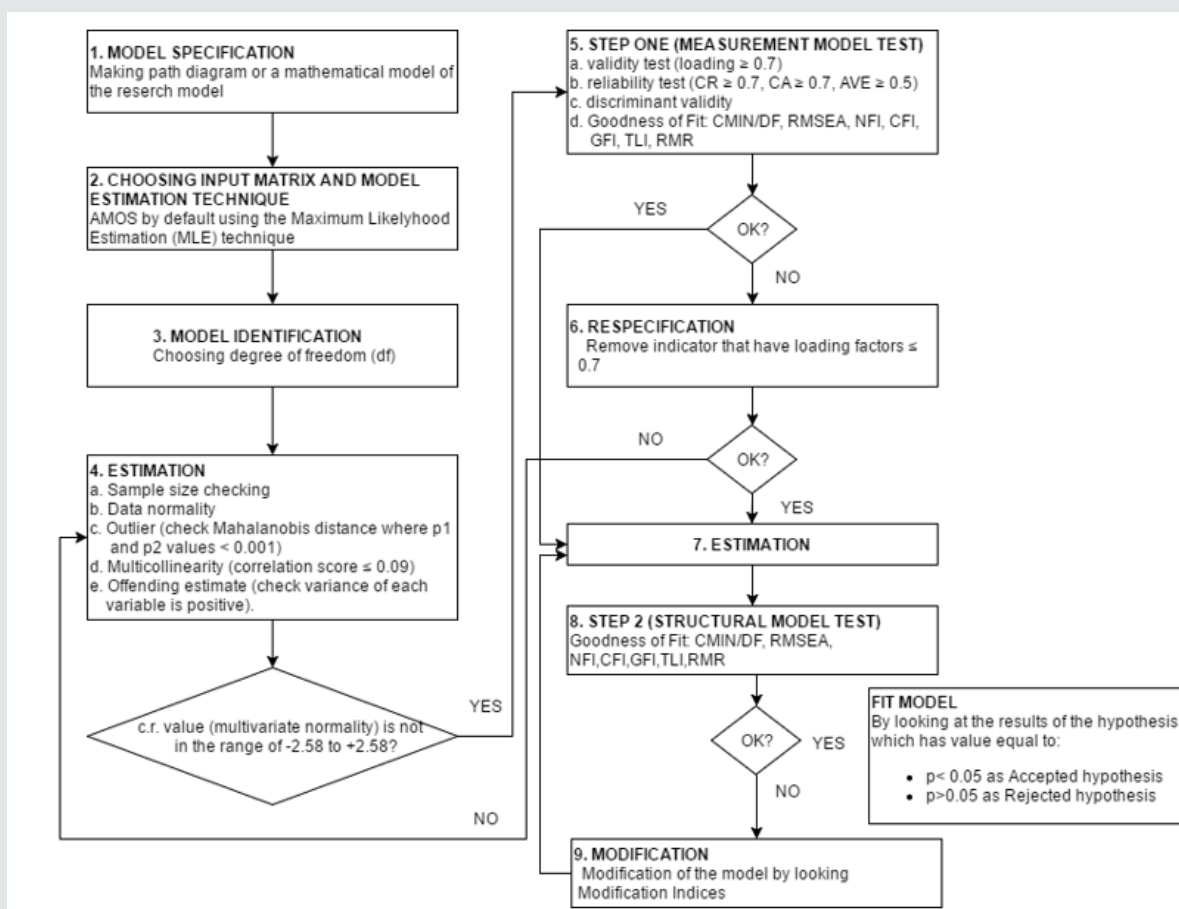 1. MODEL SPECIFICATION
Making path diagram or a mathematical model of
the reserch model
2. CHOOSING INPUT MATRIX AND MODEL
ESTIMATION TECHNIQUE
AMOS by default using the Maximum Likelyhood
Estimation (MLE) technique
3. MODEL IDENTIFICATION
Choosing degree of freedom (df)
4. ESTIMATION
a. Sample size checking
b. Data normality
c. Outlier (check Mahalanobis distance where p1
and p2 values < 0.001)
d. Multicollinearity (correlation score ≤ 0.09)
e. Offending estimate (check variance of each
variable is positive).
c.r. value (multivariate normality) is not
in the range of -2.58 to +2.58?
YES
NO
5. STEP ONE (MEASUREMENT MODEL TEST)
a. validity test (loading ≥ 0.7)
b. reliability test (CR ≥ 0.7, CA ≥ 0.7, AVE ≥ 0.5)
c. discriminant validity
d. Goodness of Fit: CMIN/DF, RMSEA, NFI, CFI,
GFI, TLI, RMR
YES
OK?
NO
6. RESPECIFICATION
Remove indicator that have loading factors ≤
0.7
NO
OK?
YES
7. ESTIMATION
8. STEP 2 (STRUCTURAL MODEL TEST)
Goodness of Fit: CMIN/DF, RMSEA,
NFI,CFI,GFI,TLI,RMR
OK?
YES
NO
9. MODIFICATION
Modification of the model by looking
Modification Indices
FIT MODEL
By looking at the results of the hypothesis
which has value equal to:
• p< 0.05 as Accepted hypothesis
• p>0.05 as Rejected hypothesis